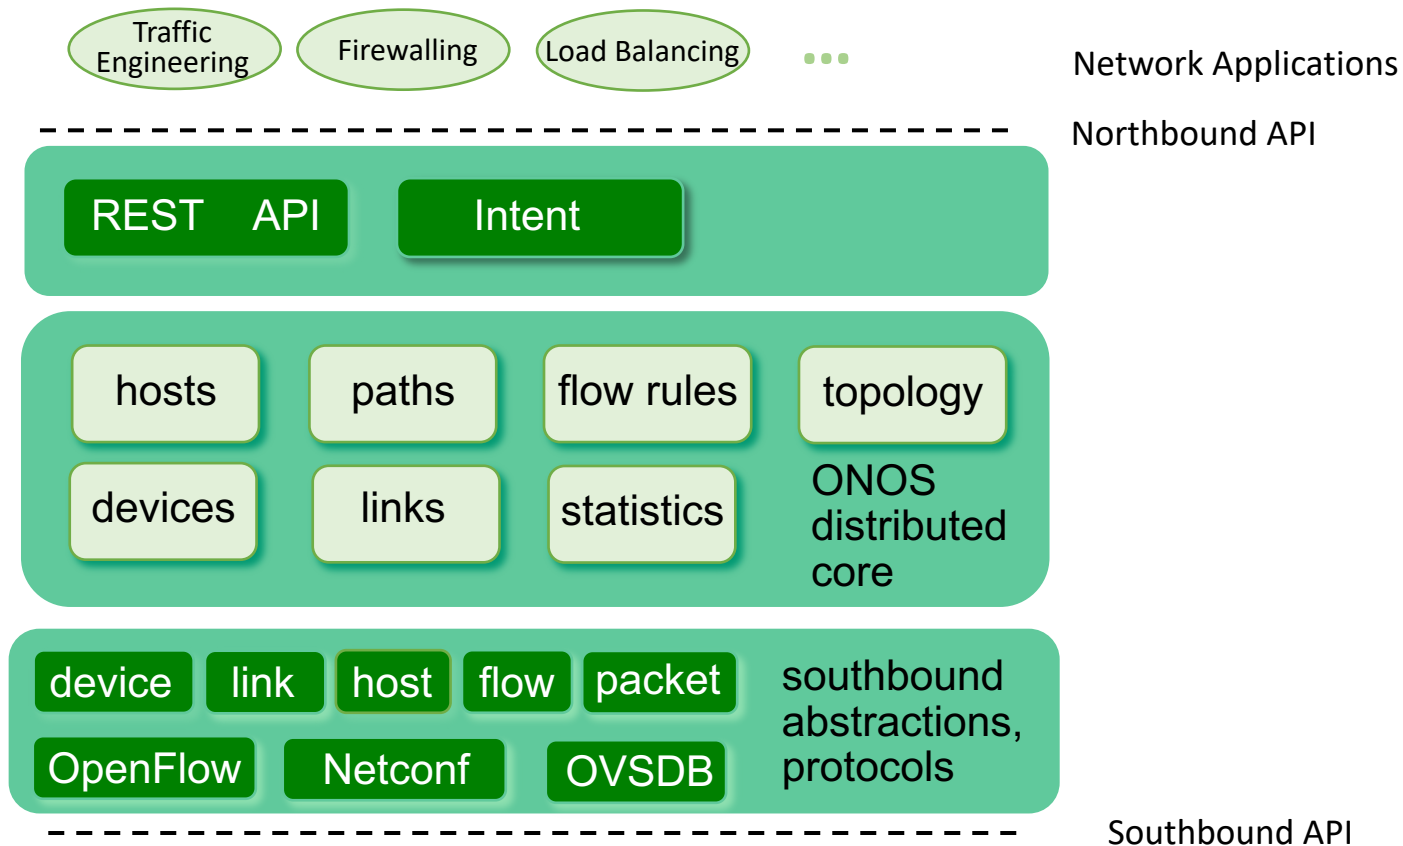 Traffic
Engineering
Firewalling
Load Balancing
...
Network Applications
Northbound API
REST API
Intent
hosts
paths
flow rules
topology
devices
links
statistics
ONOS
distributed
core
device
link
host
flow
packet
southbound
abstractions,
protocols
OpenFlow
Netconf
OVSDB
Southbound API